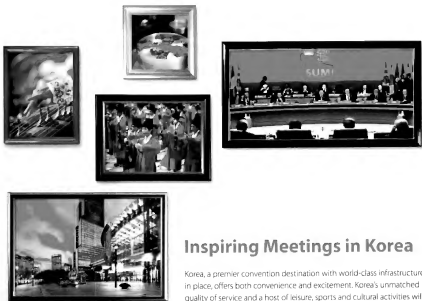 SUMM
Inspiring Meetings in Korea
Korea, a premier convention destination with world-class infrastructure
in place, offers both convenience and excitement. Korea's unmatched
quality of service and a host of leisure, sports and cultural activities wil